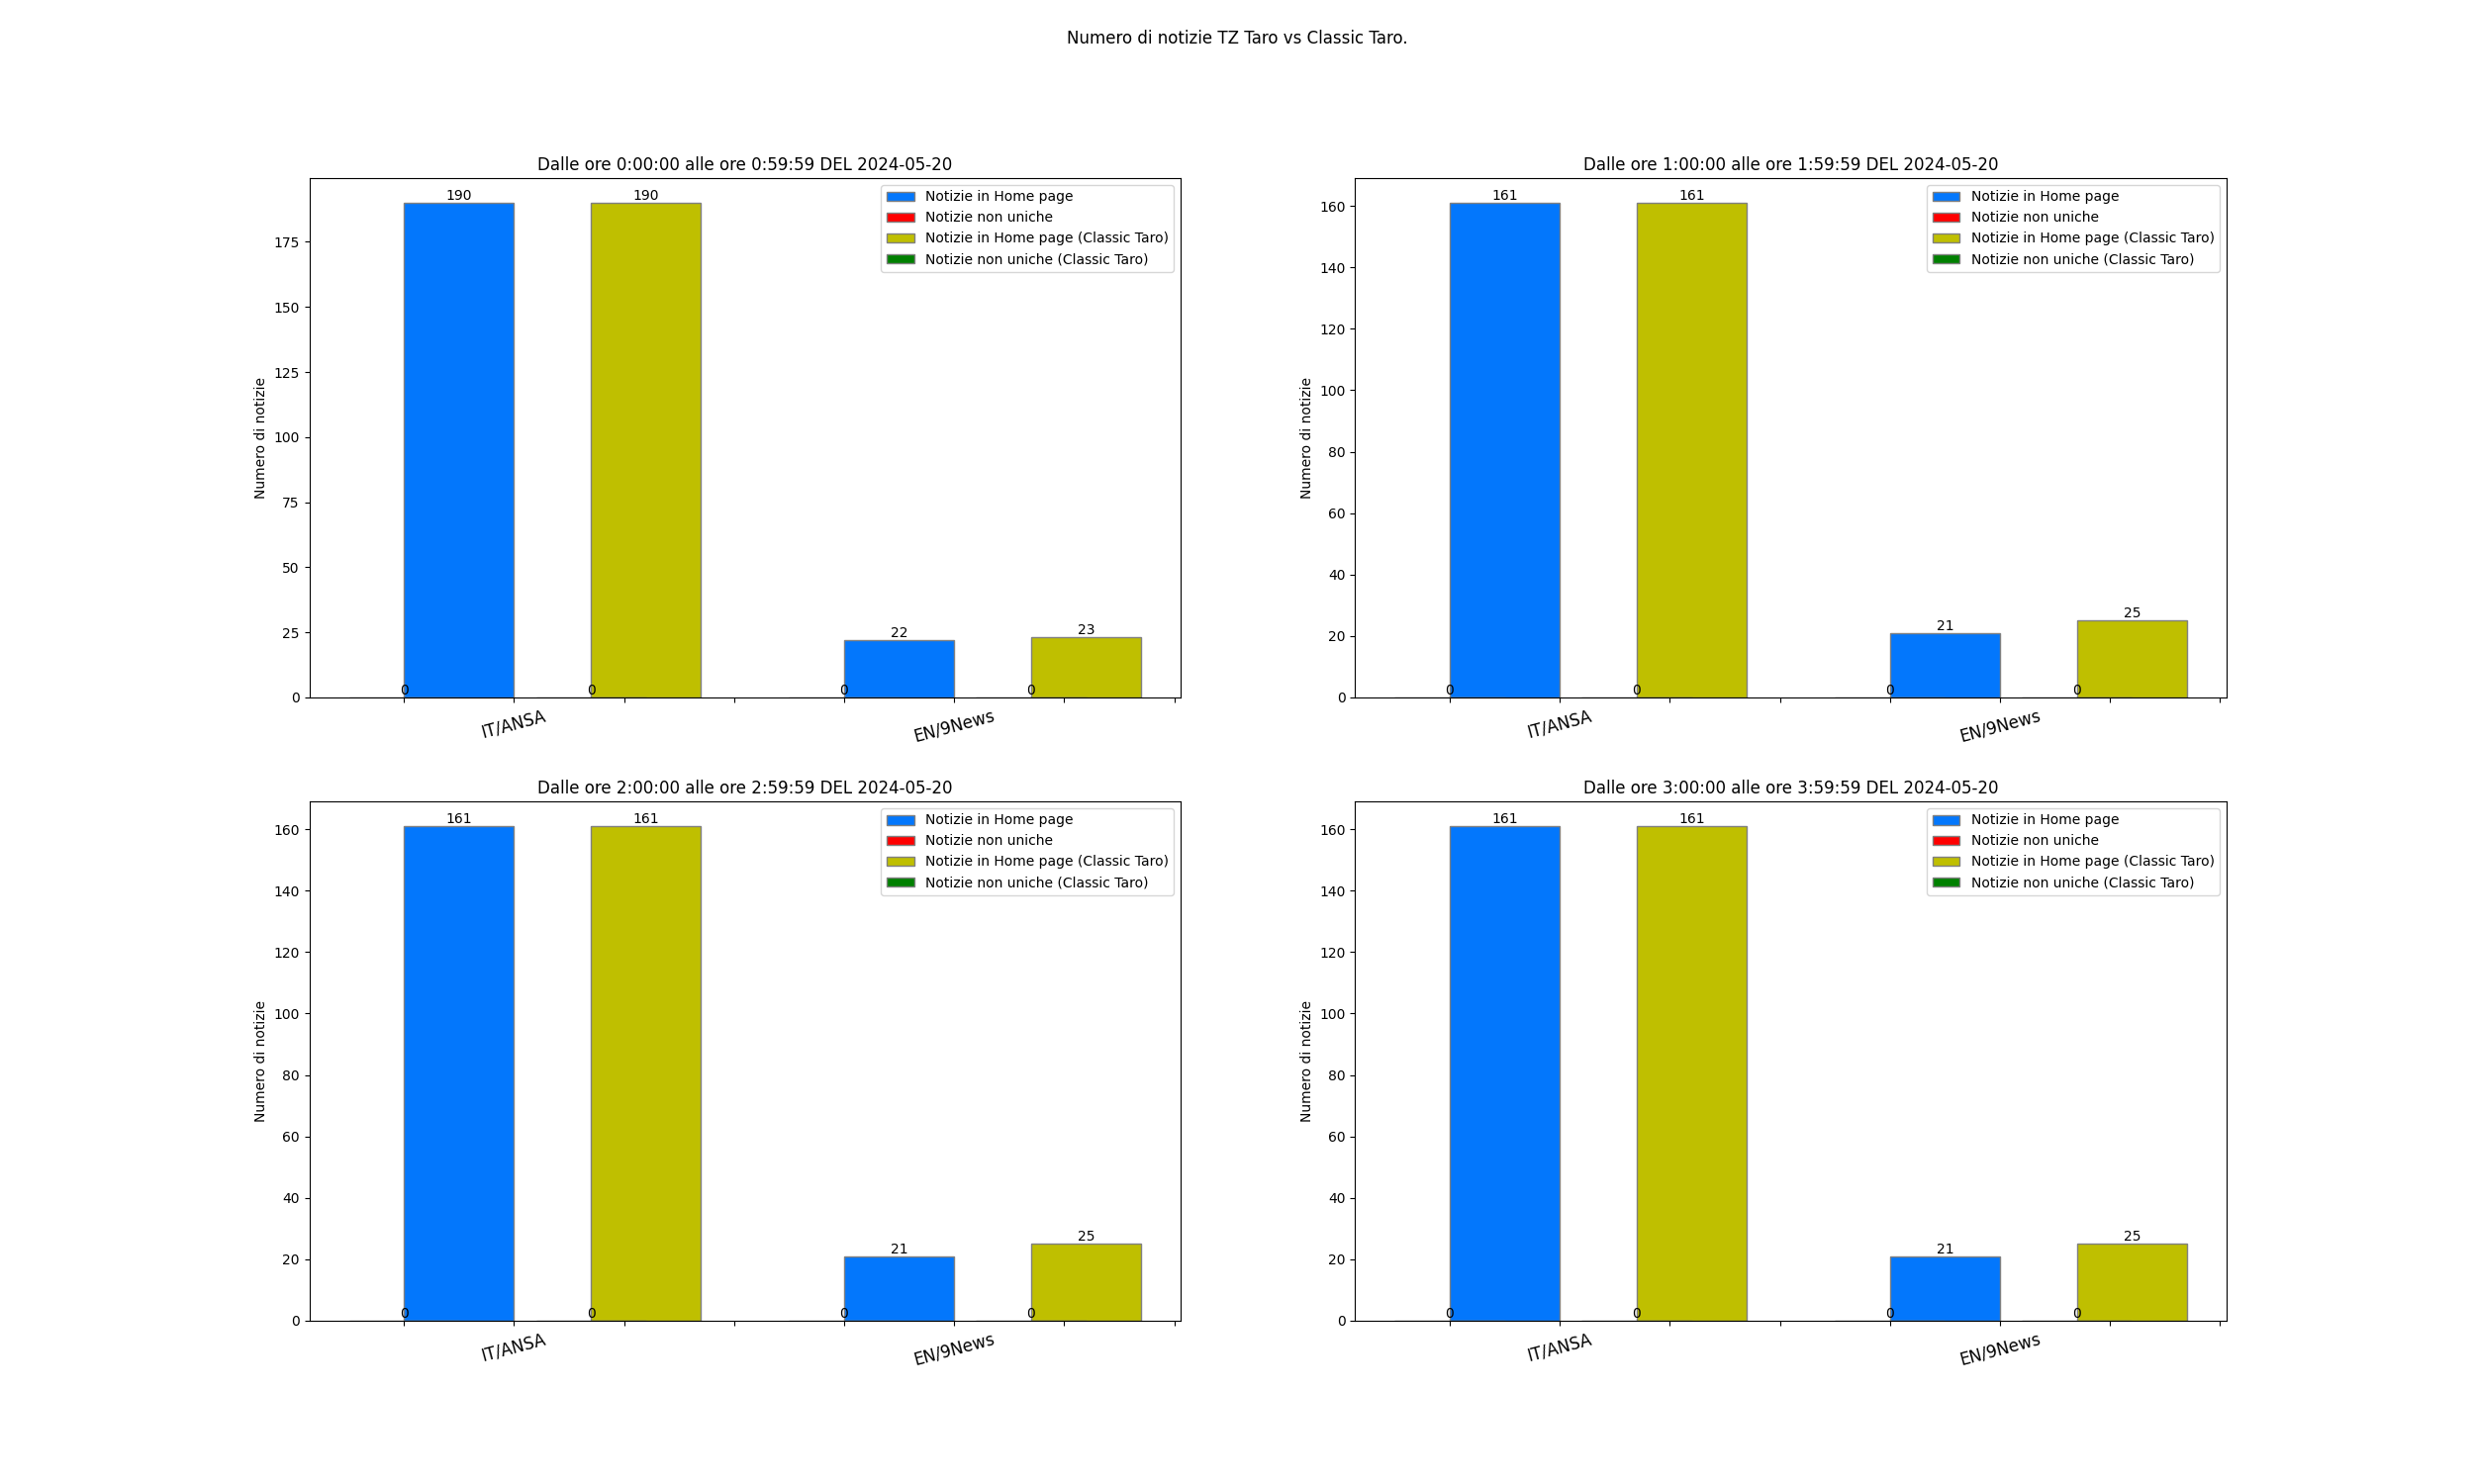 Numero di notizie TZ Taro vs Classic Taro.
Dalle ore 0:00:00 alle ore 0:59:59 DEL 2024-05-20
Numero di notizie
175
150
125
100
75
50
25
0
190
190
22
23
0
0
0
0
Notizie in Home page
Notizie non uniche
Notizie in Home page (Classic Taro)
Notizie non uniche (Classic Taro)
IT/ANSA
EN/9News
Dalle ore 1:00:00 alle ore 1:59:59 DEL 2024-05-20
Numero di notizie
160
140
120
100
80
60
40
20
0
161
161
21
25
0
0
0
0
Notizie in Home page
Notizie non uniche
Notizie in Home page (Classic Taro)
Notizie non uniche (Classic Taro)
IT/ANSA
EN/9News
Dalle ore 2:00:00 alle ore 2:59:59 DEL 2024-05-20
Numero di notizie
160
140
120
100
80
60
40
20
0
161
161
21
25
0
0
0
0
Notizie in Home page
Notizie non uniche
Notizie in Home page (Classic Taro)
Notizie non uniche (Classic Taro)
IT/ANSA
EN/9News
Dalle ore 3:00:00 alle ore 3:59:59 DEL 2024-05-20
Numero di notizie
160
140
120
100
80
60
40
20
0
161
161
21
25
0
0
0
0
Notizie in Home page
Notizie non uniche
Notizie in Home page (Classic Taro)
Notizie non uniche (Classic Taro)
IT/ANSA
EN/9News